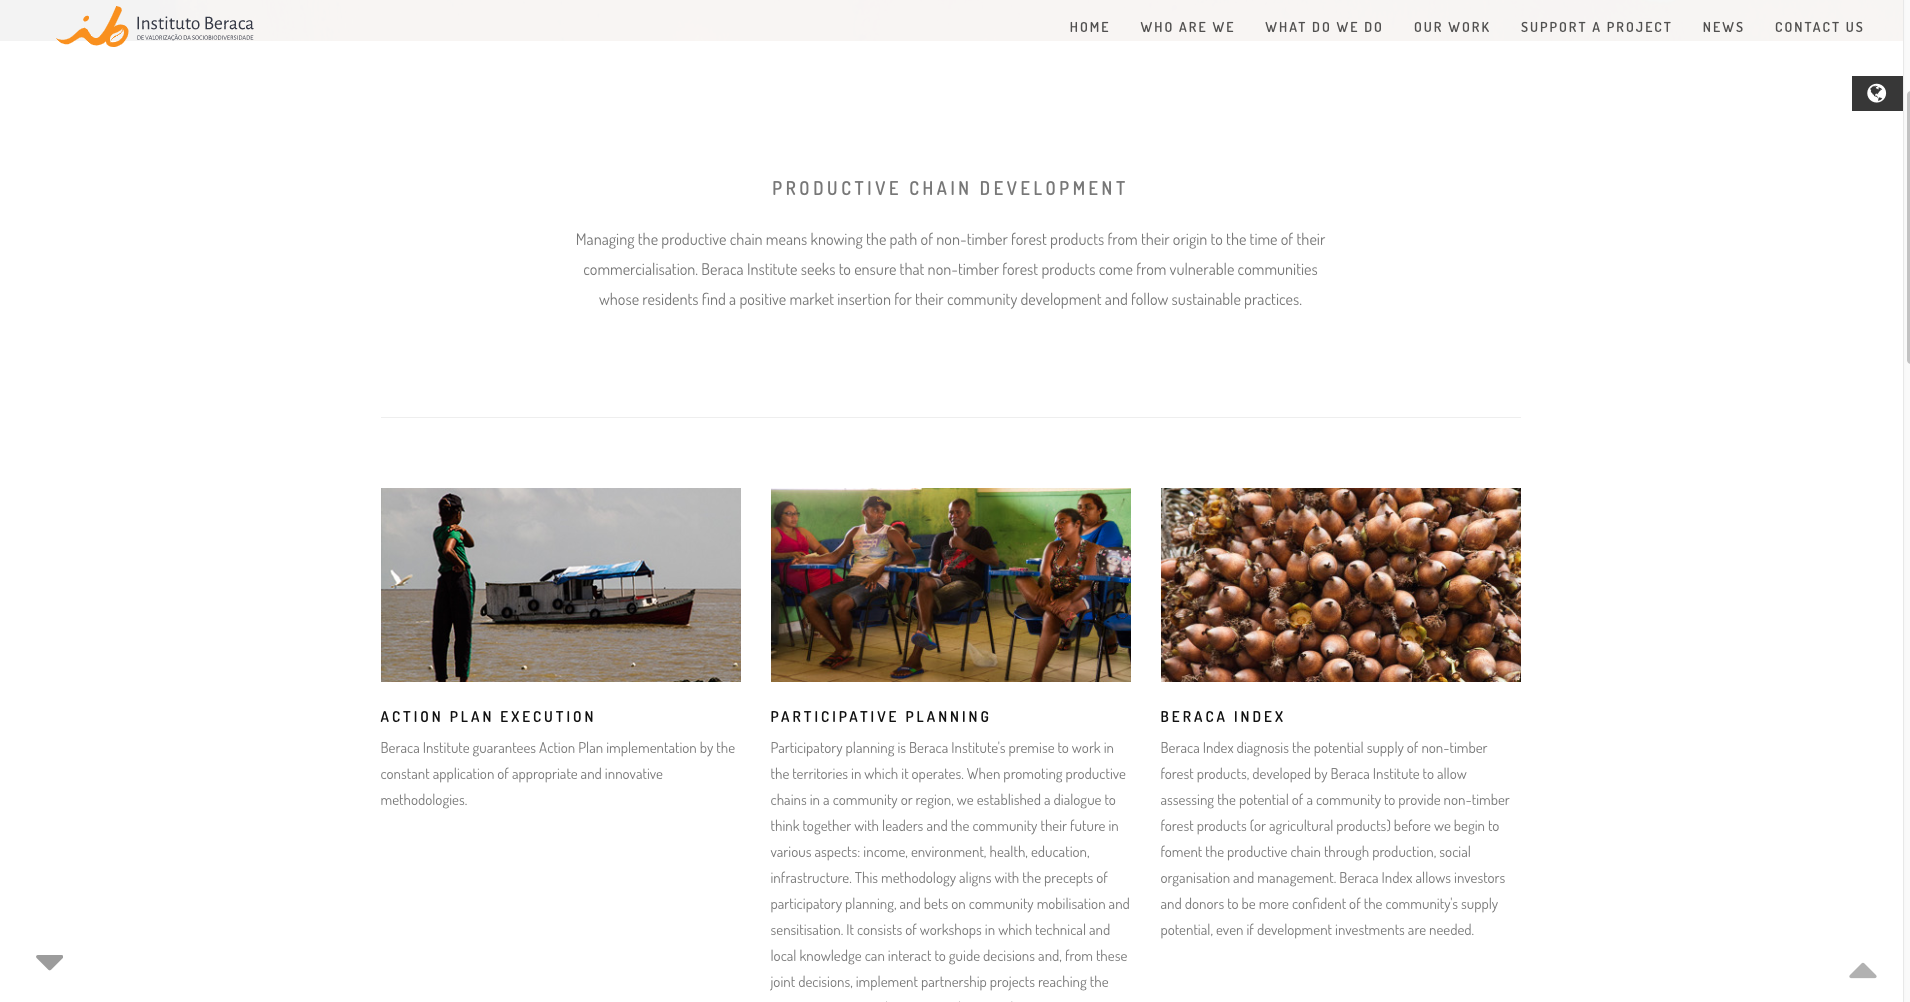 Instituto Beraca
DE VALORIZAÇÃO DA SOCIOBIODIVERSIDADE
HOME WHO ARE WE WHAT DO WE DO OUR WORK SUPPORT A PROJECT NEWS CONTACT US
PRODUCTIVE CHAIN DEVELOPMENT
Managing the productive chain means knowing the path of non-timber forest products from their origin to the time of their
commercialisation. Beraca Institute seeks to ensure that non-timber forest products come from vulnerable communities
whose residents find a positive market insertion for their community development and follow sustainable practices.
ACTION PLAN EXECUTION
Beraca Institute guarantees Action Plan implementation by the
constant application of appropriate and innovative
methodologies.
PARTICIPATIVE PLANNING
Participatory planning is Beraca Institute's premise to work in
the territories in which it operates. When promoting productive
chains in a community or region, we established a dialogue to
think together with leaders and the community their future in
various aspects: income, environment, health, education,
infrastructure. This methodology aligns with the precepts of
participatory planning, and bets on community mobilisation and
sensitisation. It consists of workshops in which technical and
local knowledge can interact to guide decisions and, from these
joint decisions, implement partnership projects reaching the
BERACA INDEX
Beraca Index diagnosis the potential supply of non-timber
forest products, developed by Beraca Institute to allow
assessing the potential of a community to provide non-timber
forest products (or agricultural products) before we begin to
foment the productive chain through production, social
organisation and management. Beraca Index allows investors
and donors to be more confident of the community's supply
potential, even if development investments are needed.